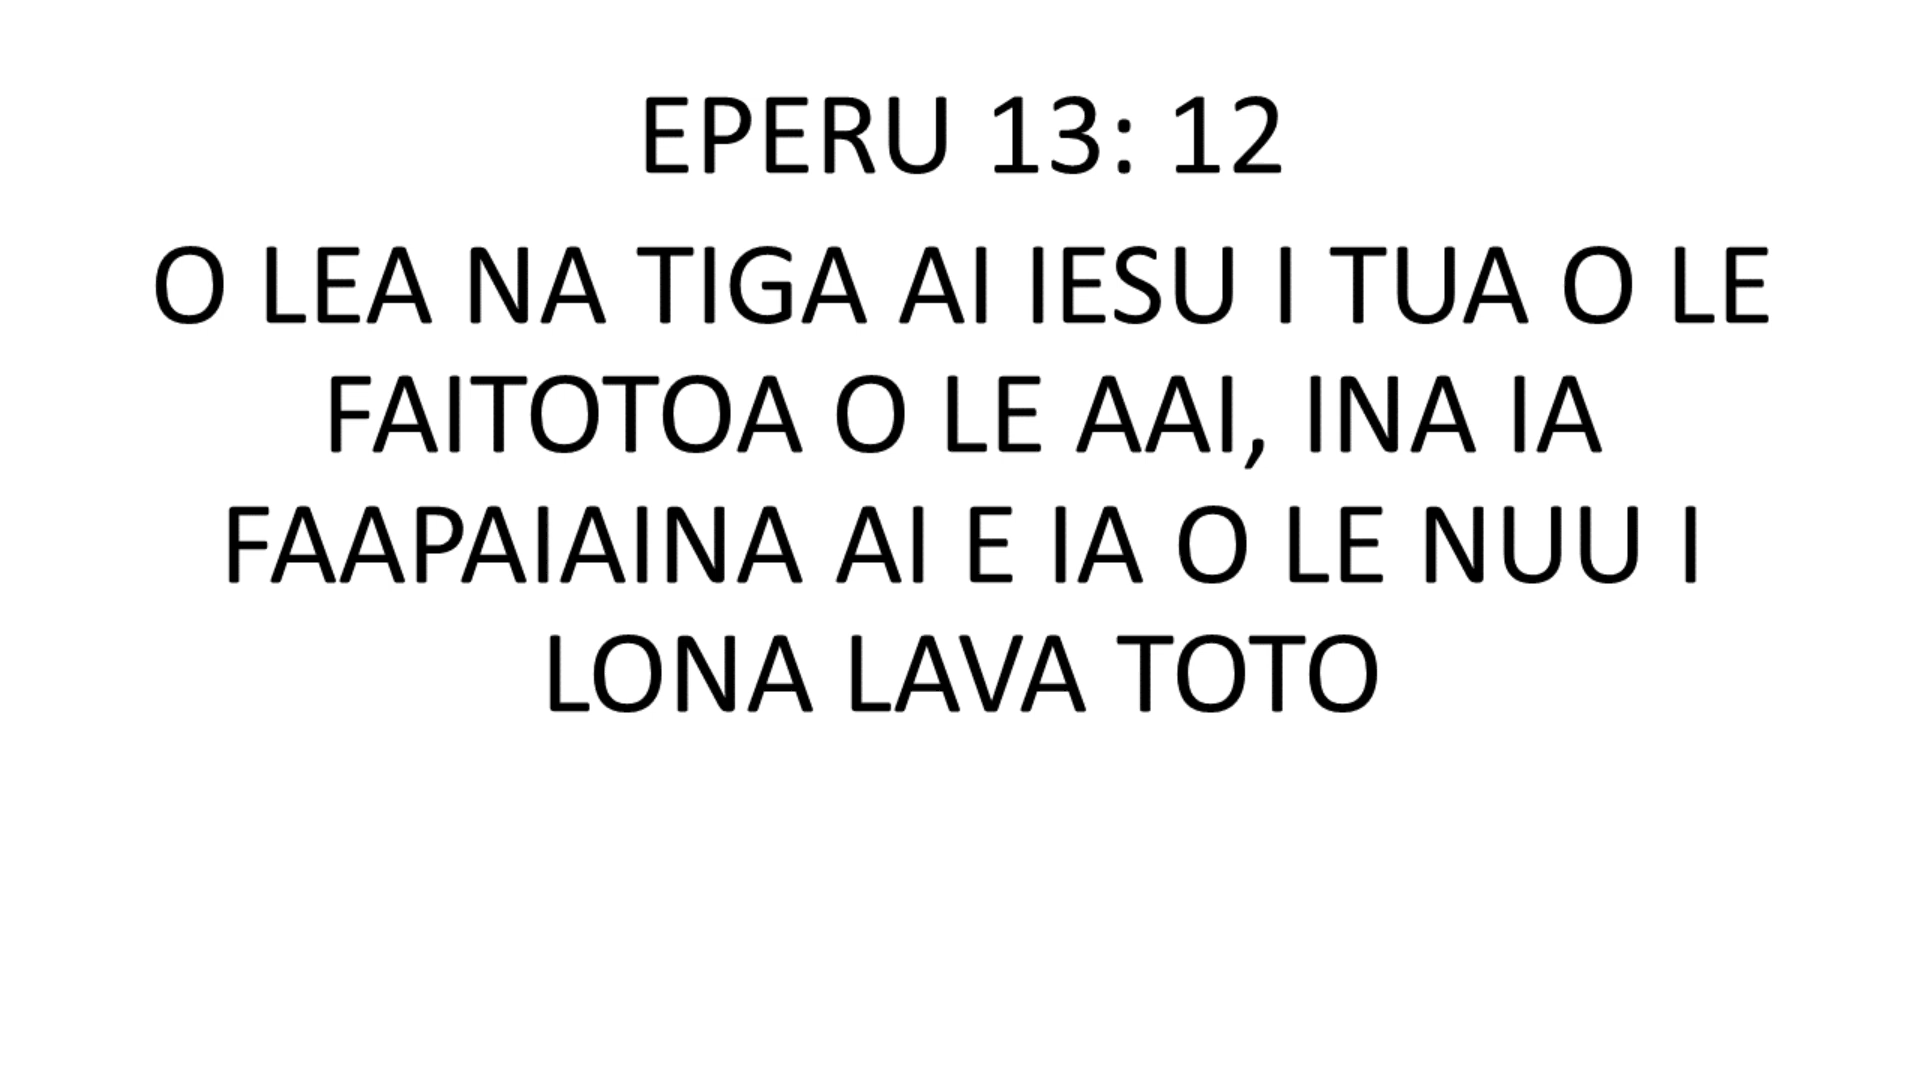 EPERU 13: 12
O LEA NA TIGA AI IESU I TUA O LE
FAITOTOA O LE AAI, INA IA
FAAPAIAINA AI E IA O LE NUU I
LONA LAVA TOTO